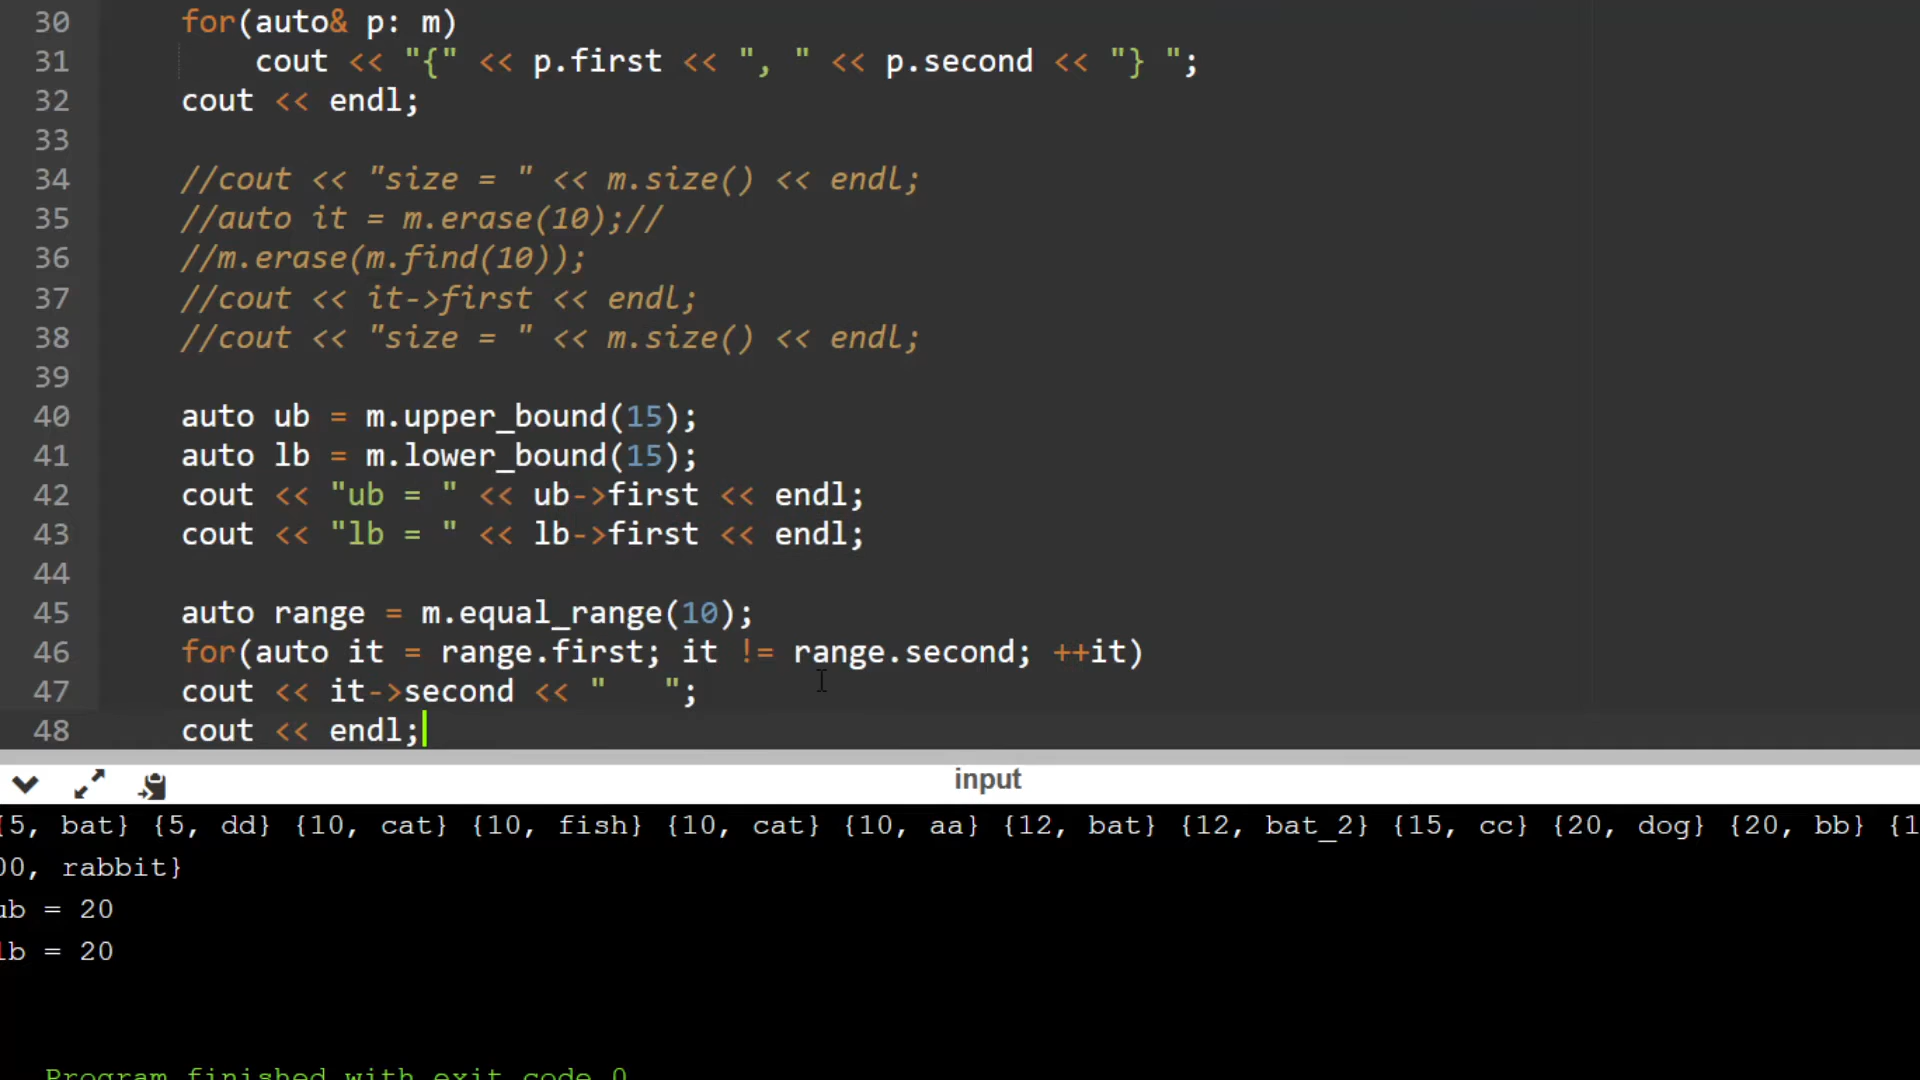 30 for(auto& p: m)
31 cout << "{" << p.first << ", " << p.second << "} ";
32 cout << endl;
33
34 //cout << "size = " << m.size() << endl;
35 //auto it = m.erase(10);//
36 //m.erase(m.find(10));
37 //cout << it->first << endl;
38 //cout << "size = " << m.size() << endl;
39
40 auto ub = m.upper_bound(15);
41 auto lb = m.lower_bound(15);
42 cout << "ub = " << ub->first << endl;
43 cout << "lb = " << lb->first << endl;
44
45 auto range = m.equal_range(10);
46 for(auto it = range.first; it != range.second; ++it)
47 cout << it->second << "   ";
48 cout << endl;
input
{5, bat} {5, dd} {10, cat} {10, fish} {10, cat} {10, aa} {12, bat} {12, bat_2} {15, cc} {20, dog} {20, bb} {1
00, rabbit}
ub = 20
lb = 20
Program finished with exit code 0